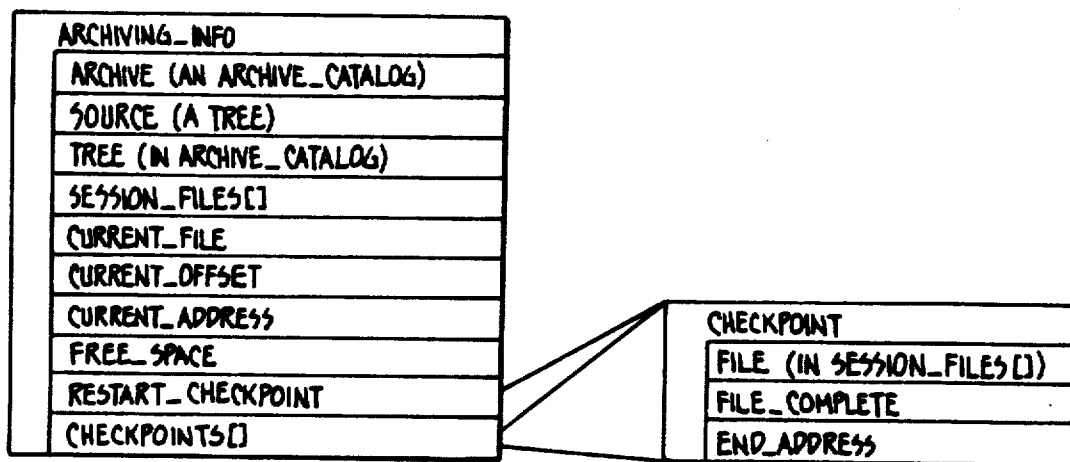 ARCHIVING_INFO
ARCHIVE (AN ARCHIVE_CATALOG)
SOURCE (A TREE)
TREE (IN ARCHIVE_CATALOG)
SESSION_FILES[]
CURRENT_FILE
CURRENT_OFFSET
CURRENT_ADDRESS
FREE_SPACE
RESTART_CHECKPOINT
CHECKPOINTS[]
CHECKPOINT
FILE (IN SESSION_FILES[])
FILE_COMPLETE
END_ADDRESS